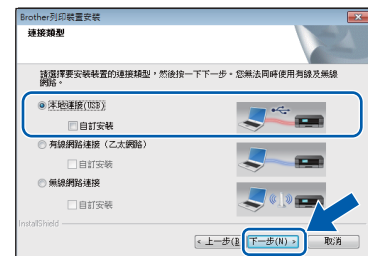 Brother列印裝置安裝
連接類型
請選擇要安裝裝置的連接類型，然後按一下下一步。您無法同時使用有線及無線
網路。
本地連接(USB)
自訂安裝
有線網路連接（乙太網路）
自訂安裝
無線網路連接
自訂安裝
InstallShield
< 上一步(B 下一步(N) > 取消